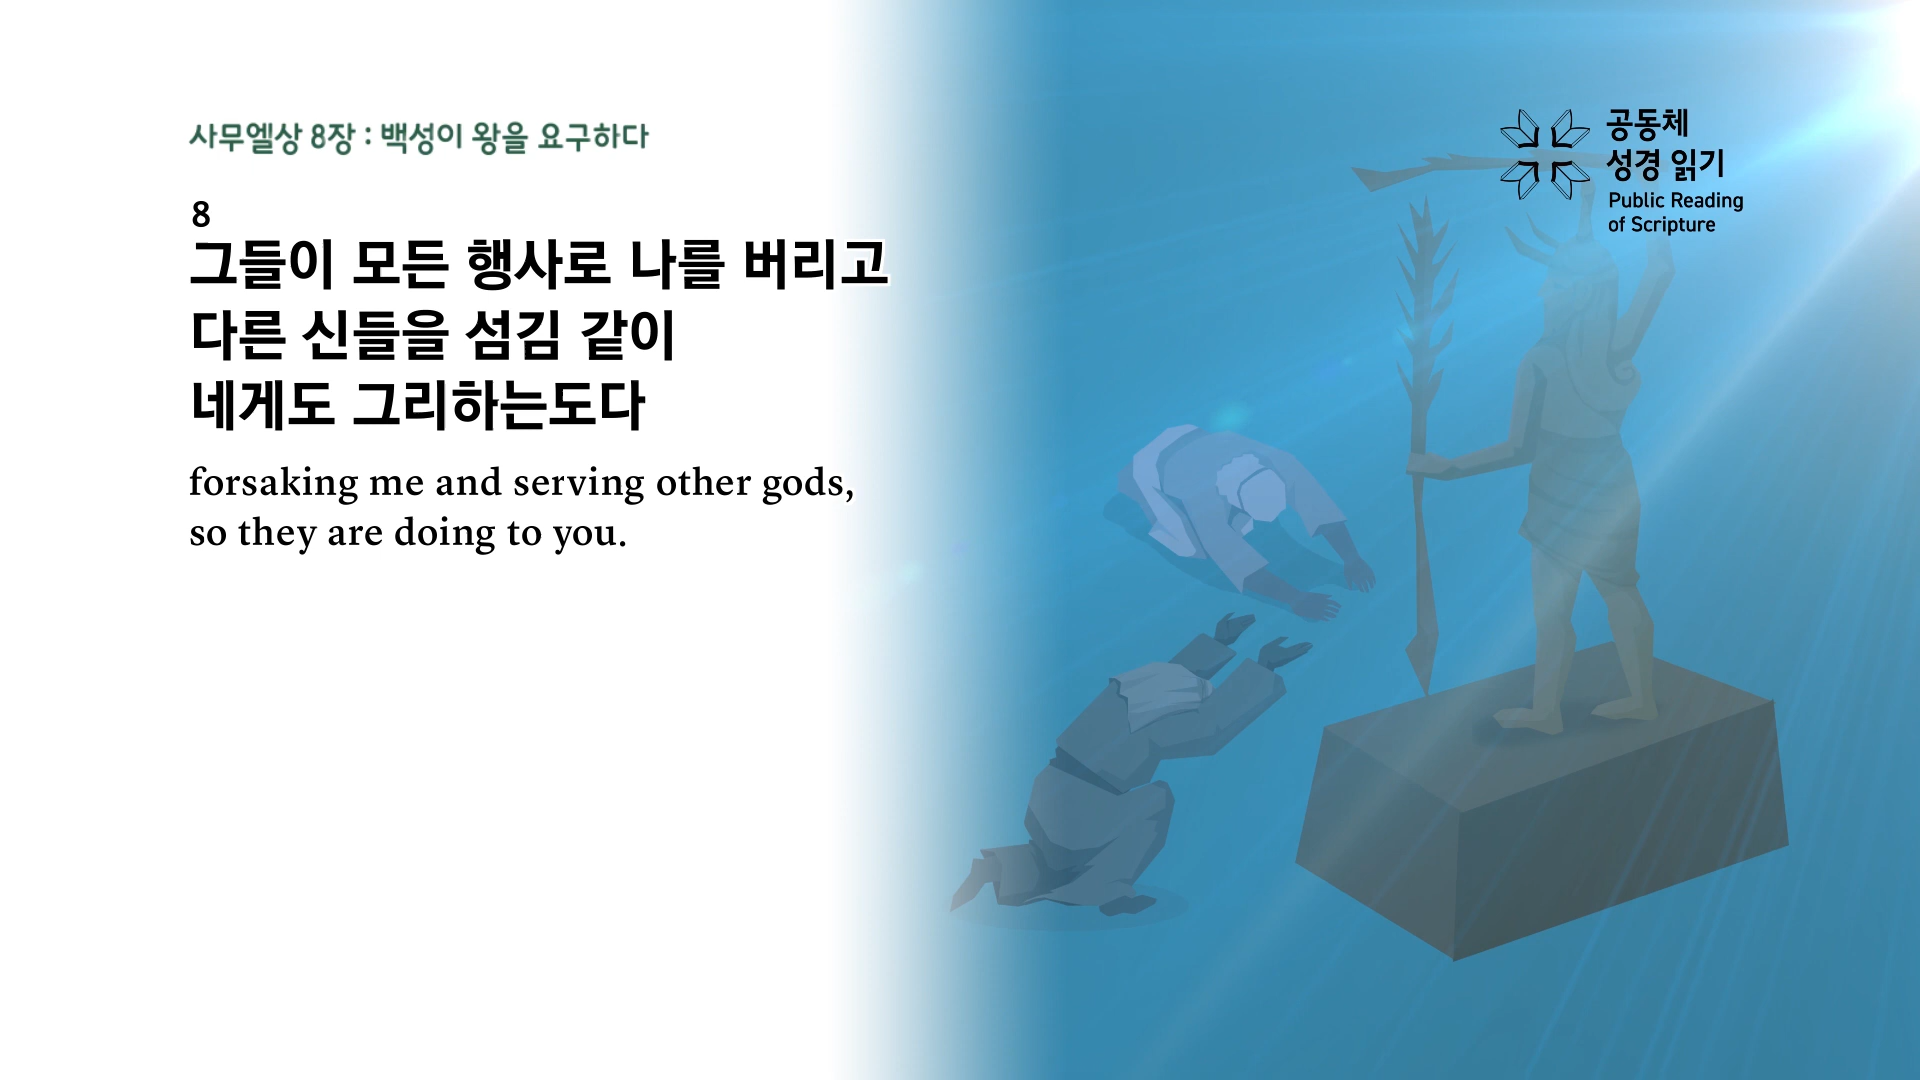 사무엘상 8장 : 백성이 왕을 요구하다
8
그들이 모든 행사로 나를 버리고
다른 신들을 섬김 같이
네게도 그리하는도다
forsaking me and serving other gods,
so they are doing to you.
공동체
성경 읽기
Public Reading
of Scripture